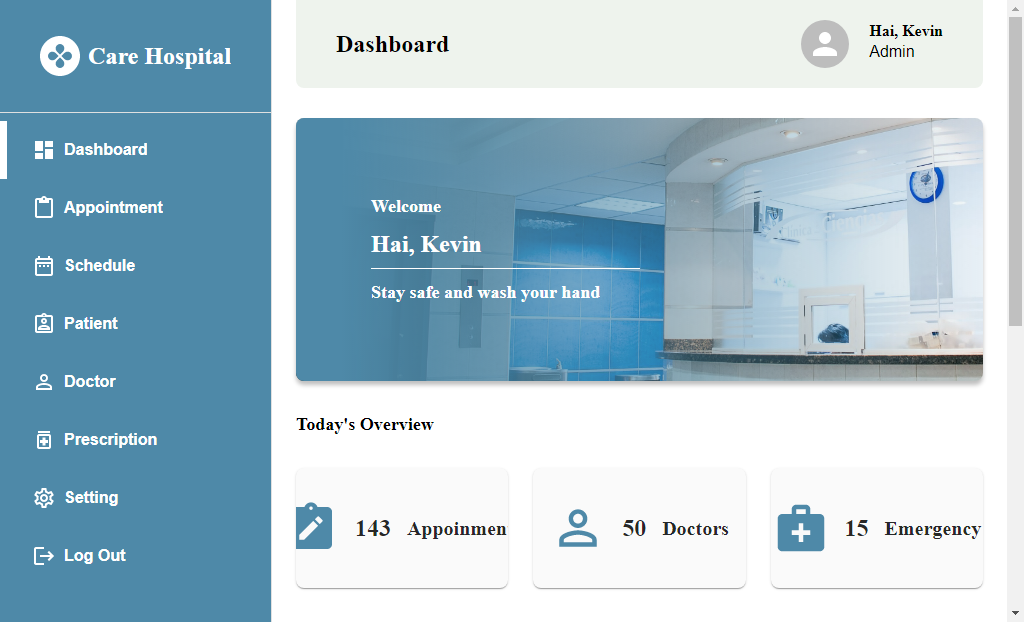 Care Hospital
Dashboard
Appointment
Schedule
Patient
Doctor
Prescription
Setting
Log Out
Dashboard
Hai, Kevin
Admin
Welcome
Hai, Kevin
Stay safe and wash your hand
Today's Overview
143 Appoinmen
50 Doctors
15 Emergency